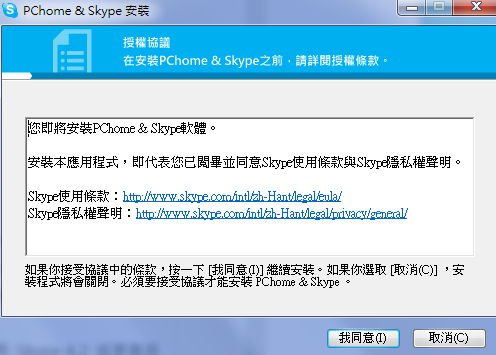 PChome & Skype 安裝
授權協議
在安裝PChome & Skype之前，請詳閱授權條款。
您即將安裝PChome & Skype軟體。
安裝本應用程式，即代表您已閱畢並同意Skype使用條款與Skype隱私權聲明。
Skype使用條款：http://www.skype.com/intl/zh-Hant/legal/eula/
Skype隱私權聲明：http://www.skype.com/intl/zh-Hant/legal/privacy/general/
如果你接受協議中的條款，按一下 [我同意(I)] 繼續安裝。如果你選取 [取消(C)] ，安
裝程式將會關閉。必須要接受協議才能安裝 PChome & Skype 。
我同意(I)
取消(C)